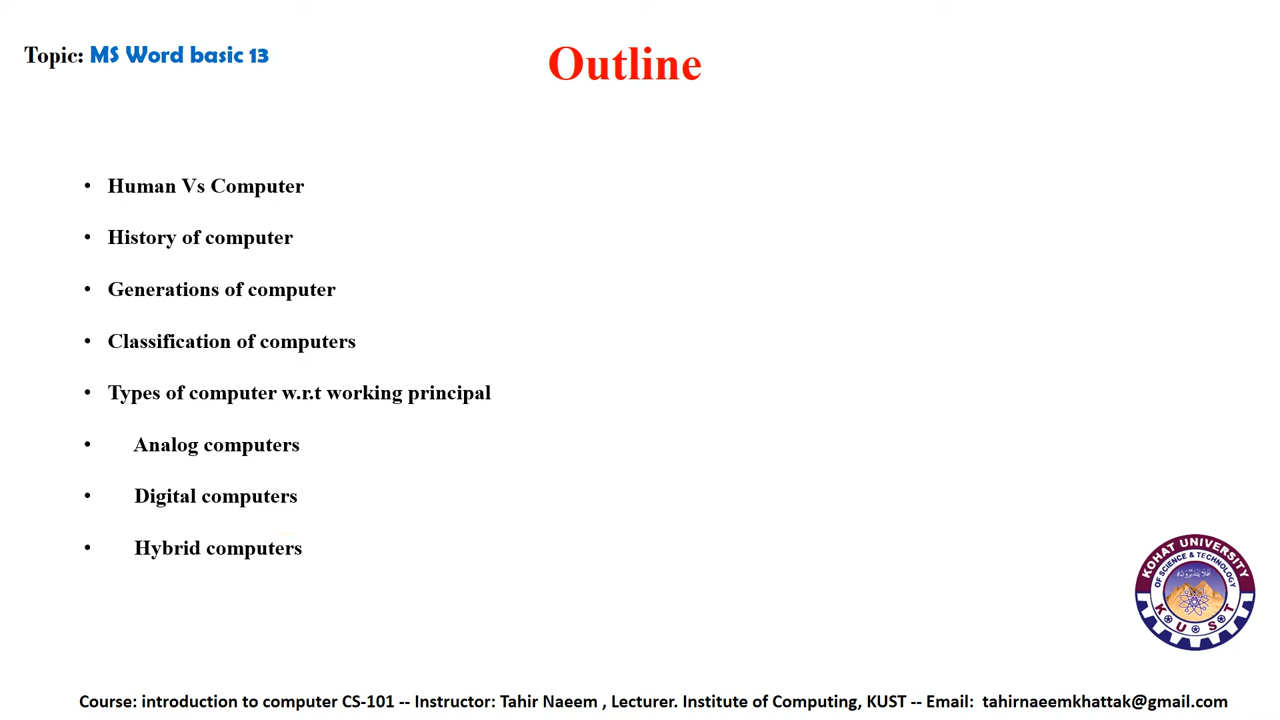 Topic: MS Word basic 13
Outline
• Human Vs Computer
• History of computer
• Generations of computer
• Classification of computers
• Types of computer w.r.t working principal
• Analog computers
• Digital computers
• Hybrid computers
KOHAT UNIVERSITY
OF SCIENCE & TECHNOLOGY
K U S T
Course: introduction to computer CS-101 -- Instructor: Tahir Naeem , Lecturer. Institute of Computing, KUST -- Email: tahirnaeemkhattak@gmail.com